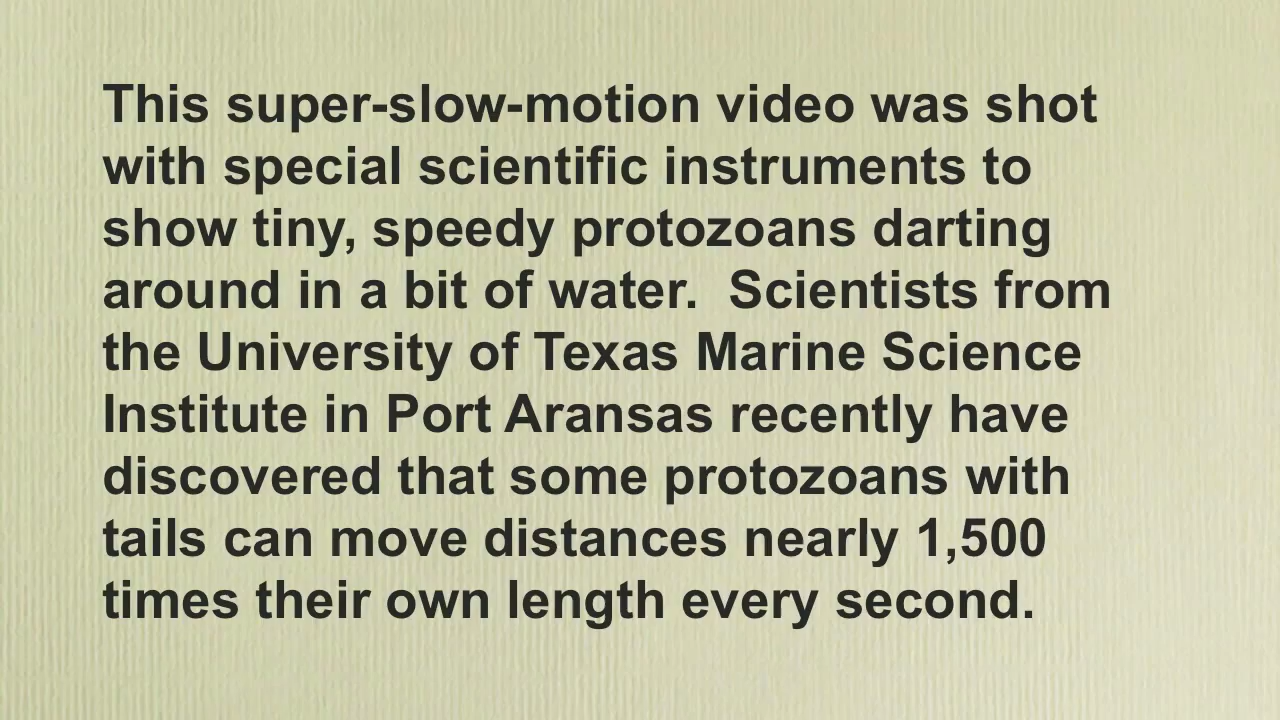 This super-slow-motion video was shot
with special scientific instruments to
show tiny, speedy protozoans darting
around in a bit of water.  Scientists from
the University of Texas Marine Science
Institute in Port Aransas recently have
discovered that some protozoans with
tails can move distances nearly 1,500
times their own length every second.